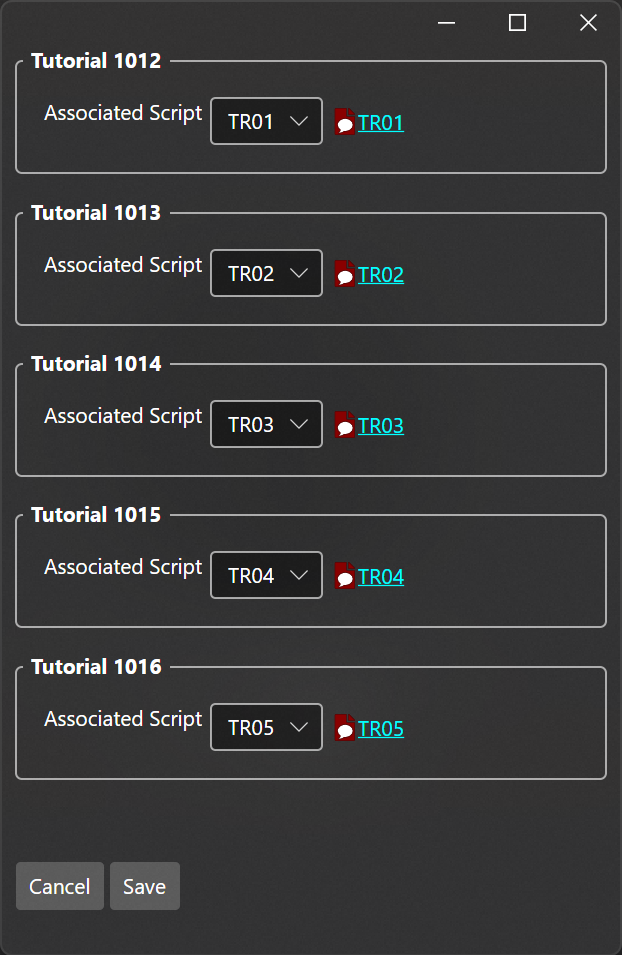 Tutorial 1012
Associated Script TR01 TR01
Tutorial 1013
Associated Script TR02 TR02
Tutorial 1014
Associated Script TR03 TR03
Tutorial 1015
Associated Script TR04 TR04
Tutorial 1016
Associated Script TR05 TR05
Cancel Save